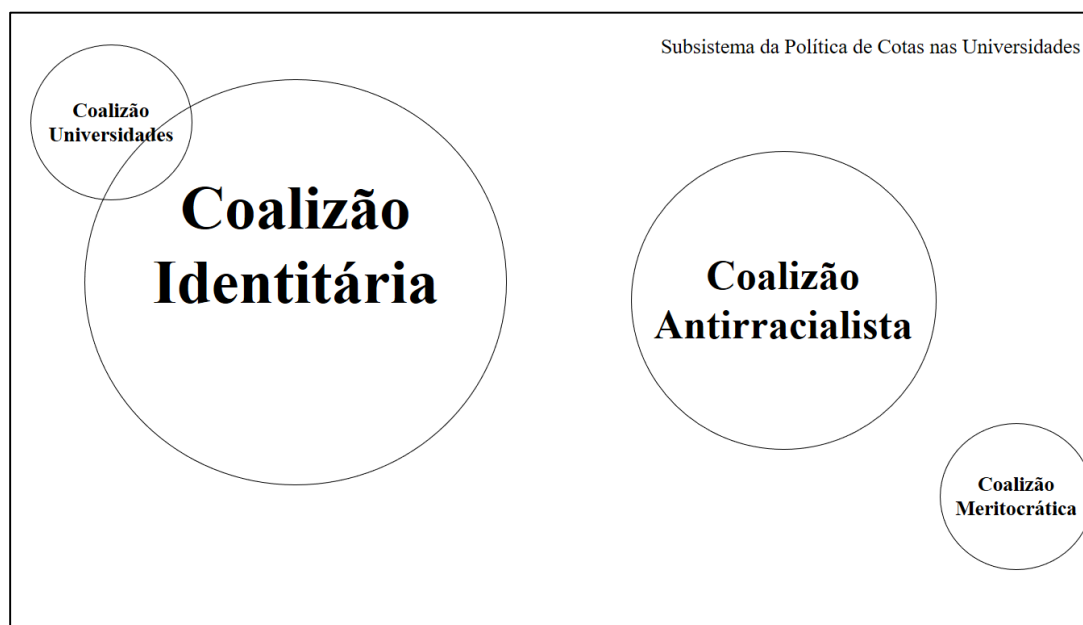 Subsistema da Política de Cotas nas Universidades
Coalizão
Universidades
Coalizão
Identitária
Coalizão
Antirracialista
Coalizão
Meritocrática